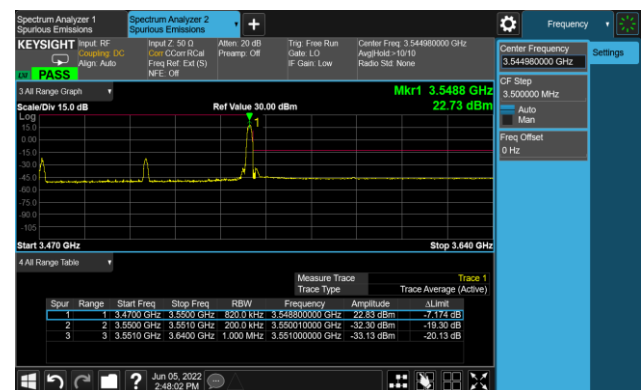 Spectrum Analyzer 1
Spurious Emissions
Spectrum Analyzer 2
Spurious Emissions
+
Frequency
KEYSIGHT
Input: RF
Coupling: DC
Align: Auto
Input Z: 50 Ω
Corr CCorr RCal
Freq Ref: Ext (S)
NFE: Off
Atten: 20 dB
Preamp: Off
Trig: Free Run
Gate: LO
IF Gain: Low
Center Freq: 3.544980000 GHz
Avg|Hold:>10/10
Radio Std: None
LXI PASS
Center Frequency
3.544980000 GHz
Settings
CF Step
3.500000 MHz
Auto
Man
Freq Offset
0 Hz
3 All Range Graph
Mkr1 3.5488 GHz
Scale/Div 15.0 dB
Ref Value 30.00 dBm
22.73 dBm
Log
1
15.0
0.00
-15.0
-30.0
-45.0
-60.0
-75.0
-90.0
-105
Start 3.470 GHz
Stop 3.640 GHz
4 All Range Table
Measure Trace Trace 1
Trace Type Trace Average (Active)
Spur Range Start Freq Stop Freq RBW Frequency Amplitude ΔLimit
1 1 3.4700 GHz 3.5500 GHz 820.0 kHz 3.548800000 GHz 22.83 dBm -7.174 dB
2 2 3.5500 GHz 3.5510 GHz 200.0 kHz 3.550010000 GHz -32.30 dBm -19.30 dB
3 3 3.5510 GHz 3.6400 GHz 1.000 MHz 3.551000000 GHz -33.13 dBm -20.13 dB
?
Jun 05, 2022
2:48:02 PM